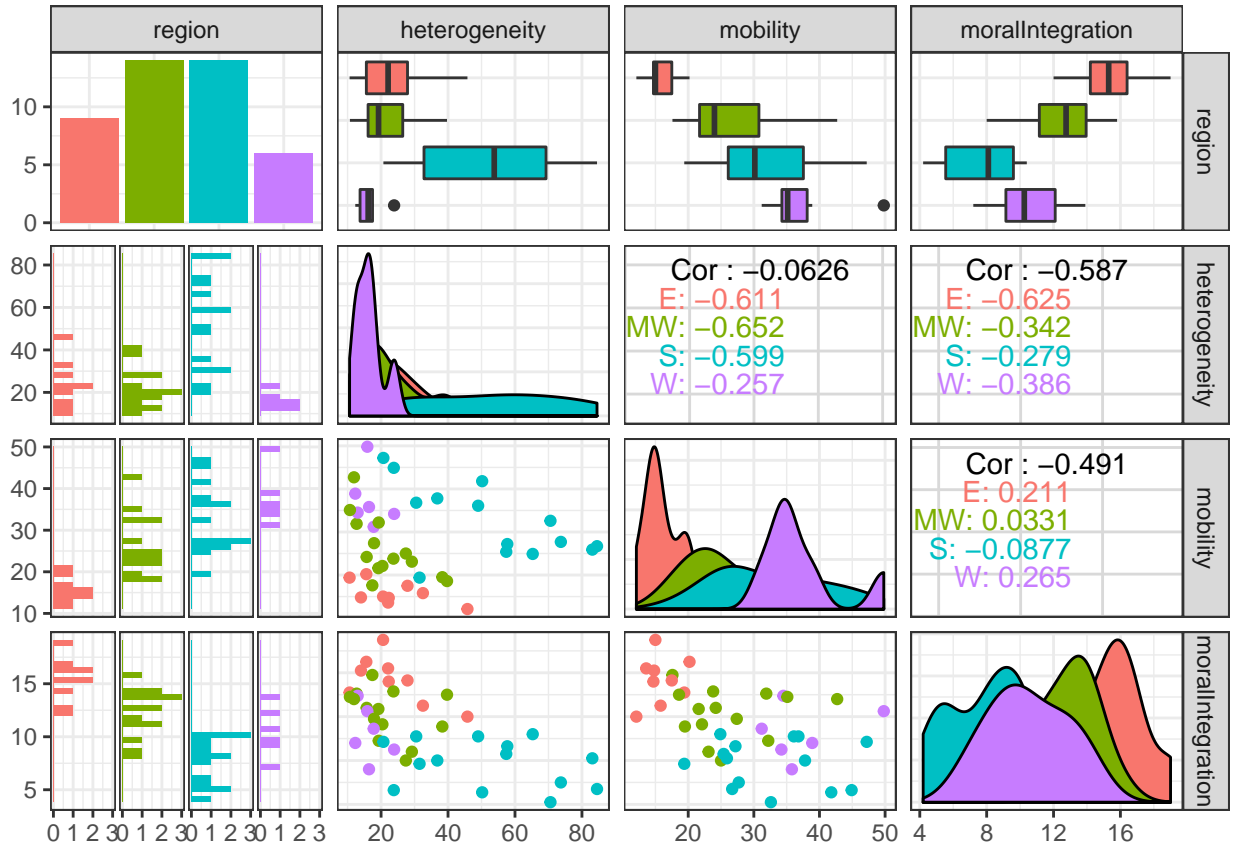 region heterogeneity mobility moralIntegration
10
5
0
region
80
60
40
20
Cor : −0.0626
E: −0.611
MW: −0.652
S: −0.599
W: −0.257
Cor : −0.587
E: −0.625
MW: −0.342
S: −0.279
W: −0.386
heterogeneity
50
40
30
20
10
Cor : −0.491
E: 0.211
MW: 0.0331
S: −0.0877
W: 0.265
mobility
15
10
5
moralIntegration
0 1 2 3 0 1 2 3 0 1 2 3 0 1 2 3 20 40 60 80 20 30 40 50 4 8 12 16